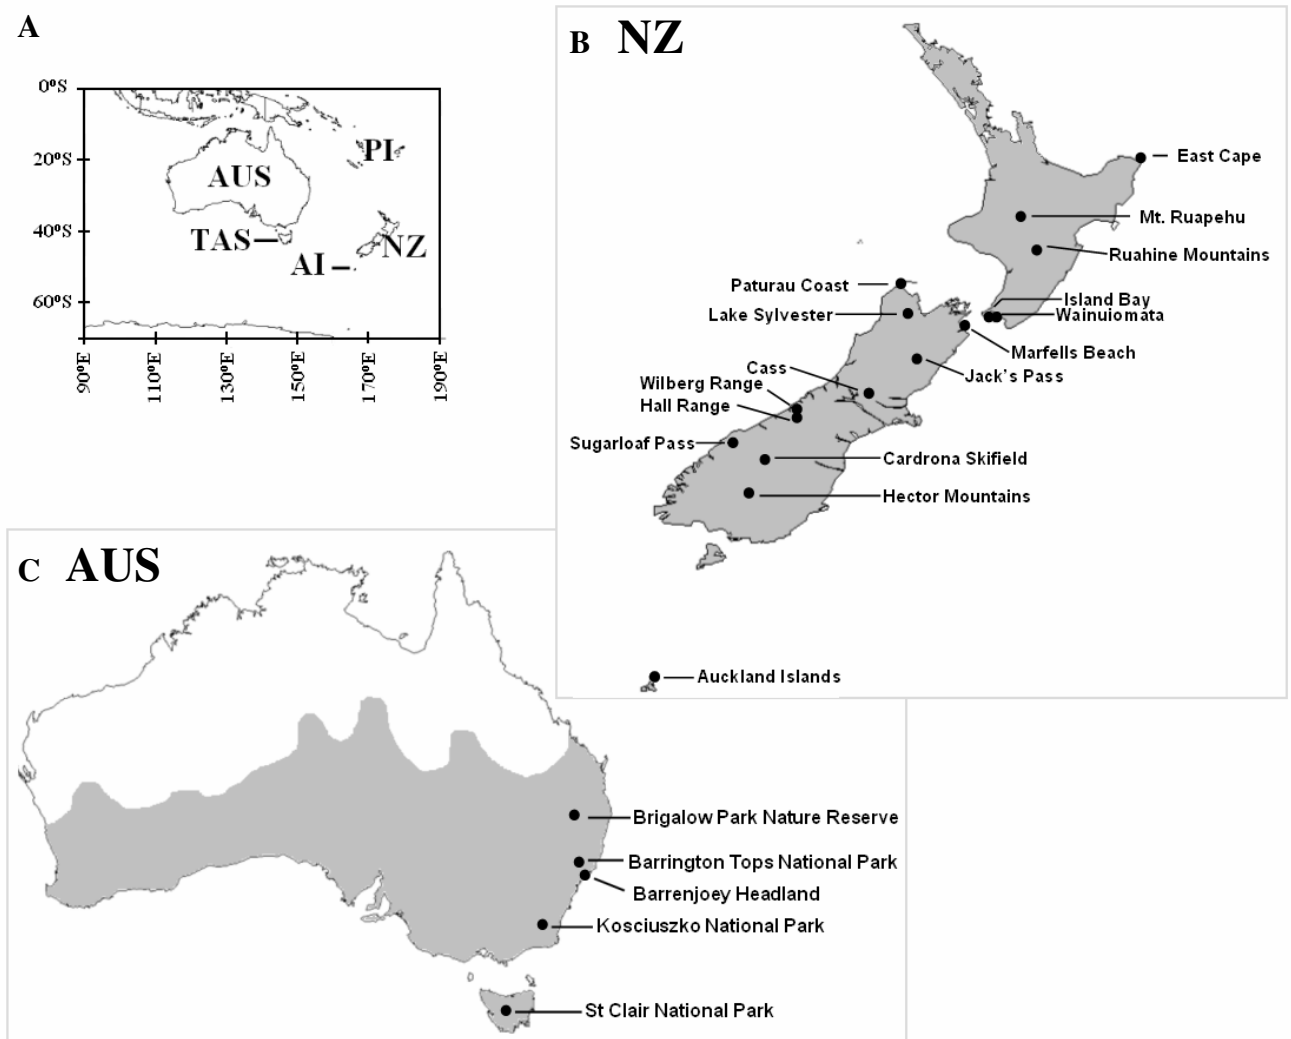 A
0ºS
20ºS
40ºS
60ºS
90ºE
110ºE
130ºE
150ºE
170ºE
190ºE
PI
AUS
TAS
NZ
AI
B NZ
East Cape
Mt. Ruapehu
Ruahine Mountains
Island Bay
Wainuiomata
Paturau Coast
Lake Sylvester
Marfells Beach
Jack's Pass
Cass
Wilberg Range
Hall Range
Sugarloaf Pass
Cardrona Skifield
Hector Mountains
Auckland Islands
C AUS
Brigalow Park Nature Reserve
Barrington Tops National Park
Barrenjoey Headland
Kosciuszko National Park
St Clair National Park